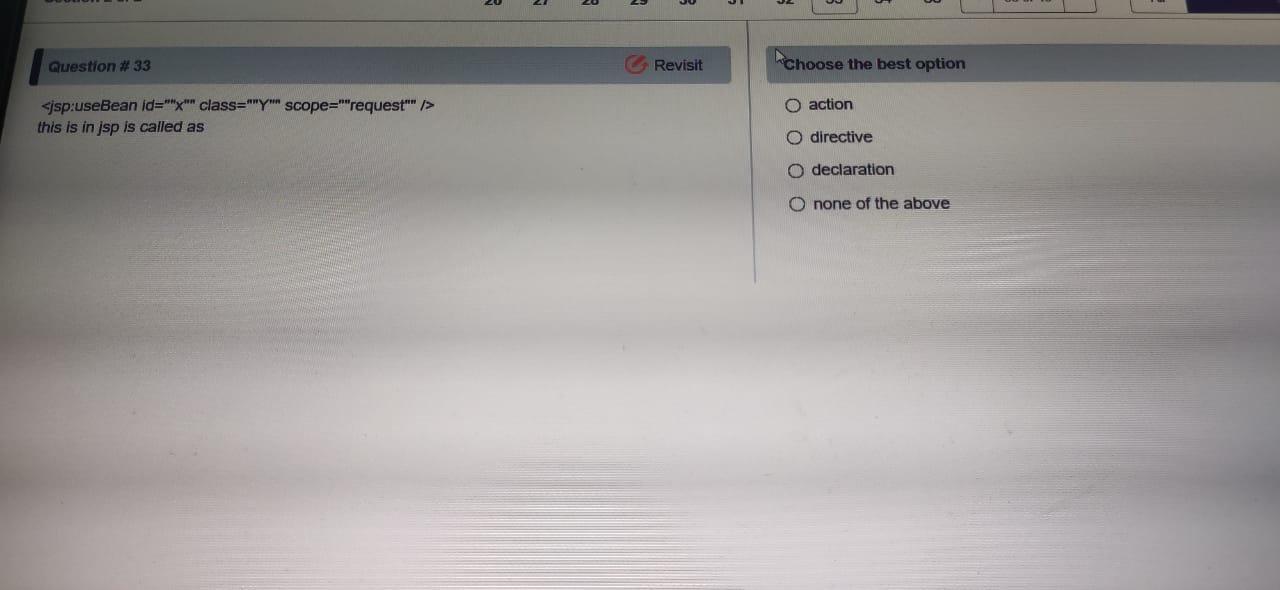 Question # 33
Revisit
<jsp:useBean id=""x"" class=""Y"" scope=""request"" />
this is in jsp is called as
Choose the best option
action
directive
declaration
none of the above